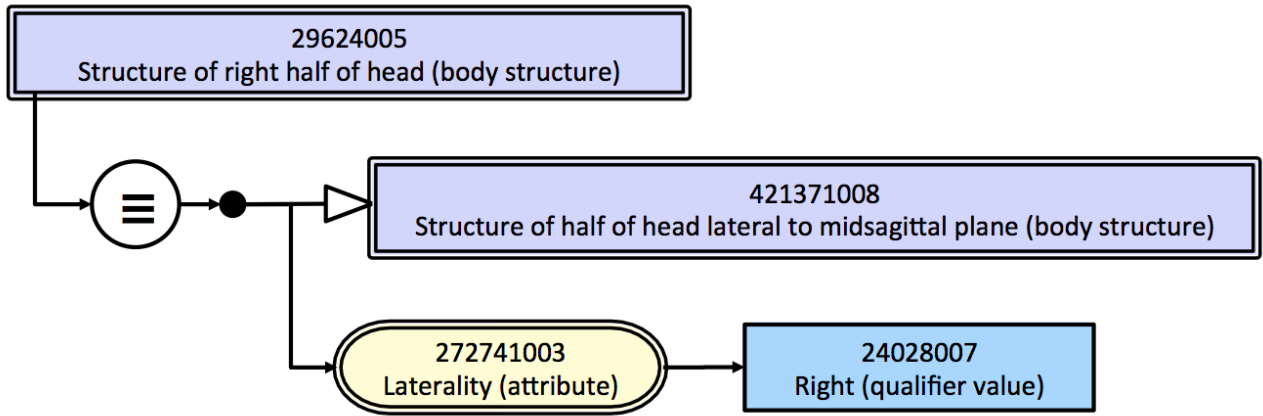 29624005
Structure of right half of head (body structure)
≡
421371008
Structure of half of head lateral to midsagittal plane (body structure)
272741003
Laterality (attribute)
24028007
Right (qualifier value)